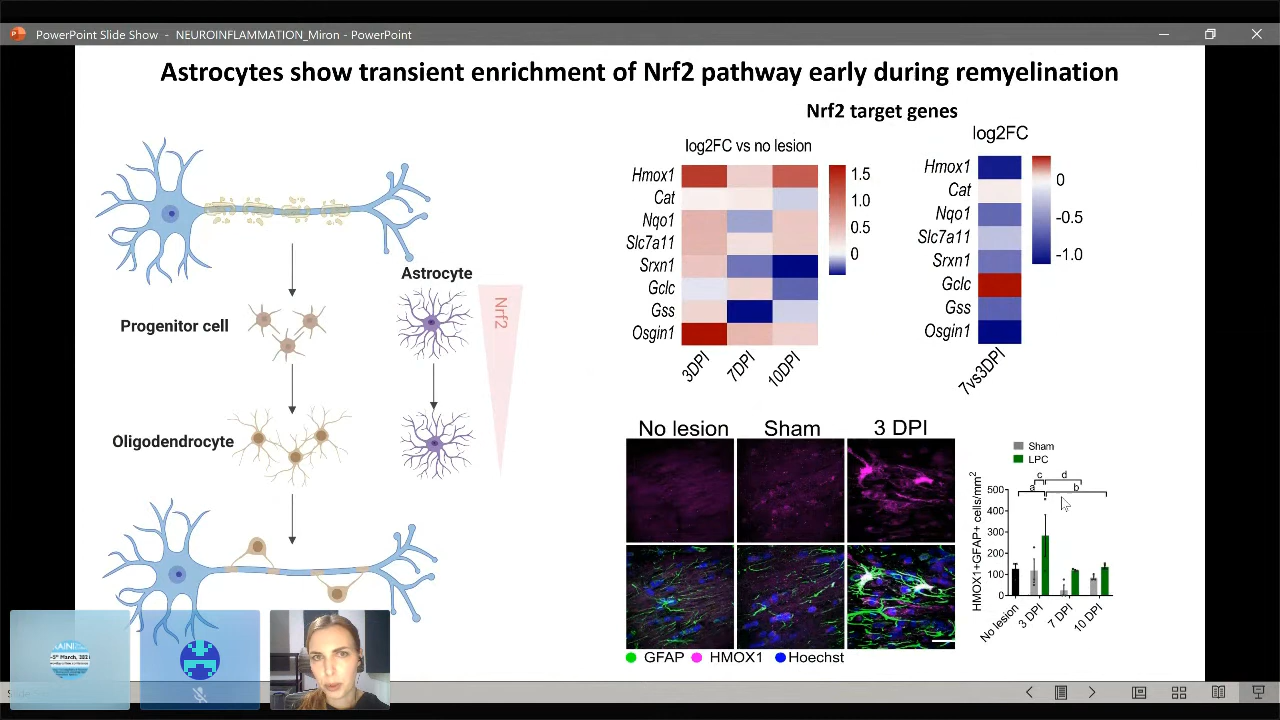 PowerPoint Slide Show - NEUROINFLAMMATION_Miron - PowerPoint
Astrocytes show transient enrichment of Nrf2 pathway early during remyelination
Progenitor cell
Oligodendrocyte
Astrocyte
Nrf2
Nrf2 target genes
log2FC vs no lesion
Hmox1
Cat
Nqo1
Slc7a11
Srxn1
Gclc
Gss
Osgin1
3DPI
7DPI
10DPI
1.5
1.0
0.5
0
log2FC
Hmox1
Cat
Nqo1
Slc7a11
Srxn1
Gclc
Gss
Osgin1
7vs3DPI
0
-0.5
-1.0
No lesion
Sham
3 DPI
GFAP
HMOX1
Hoechst
Sham
LPC
c
d
a
b
HMOX1+GFAP+ cells/mm²
500
400
300
200
100
0
No lesion
3 DPI
7 DPI
10 DPI